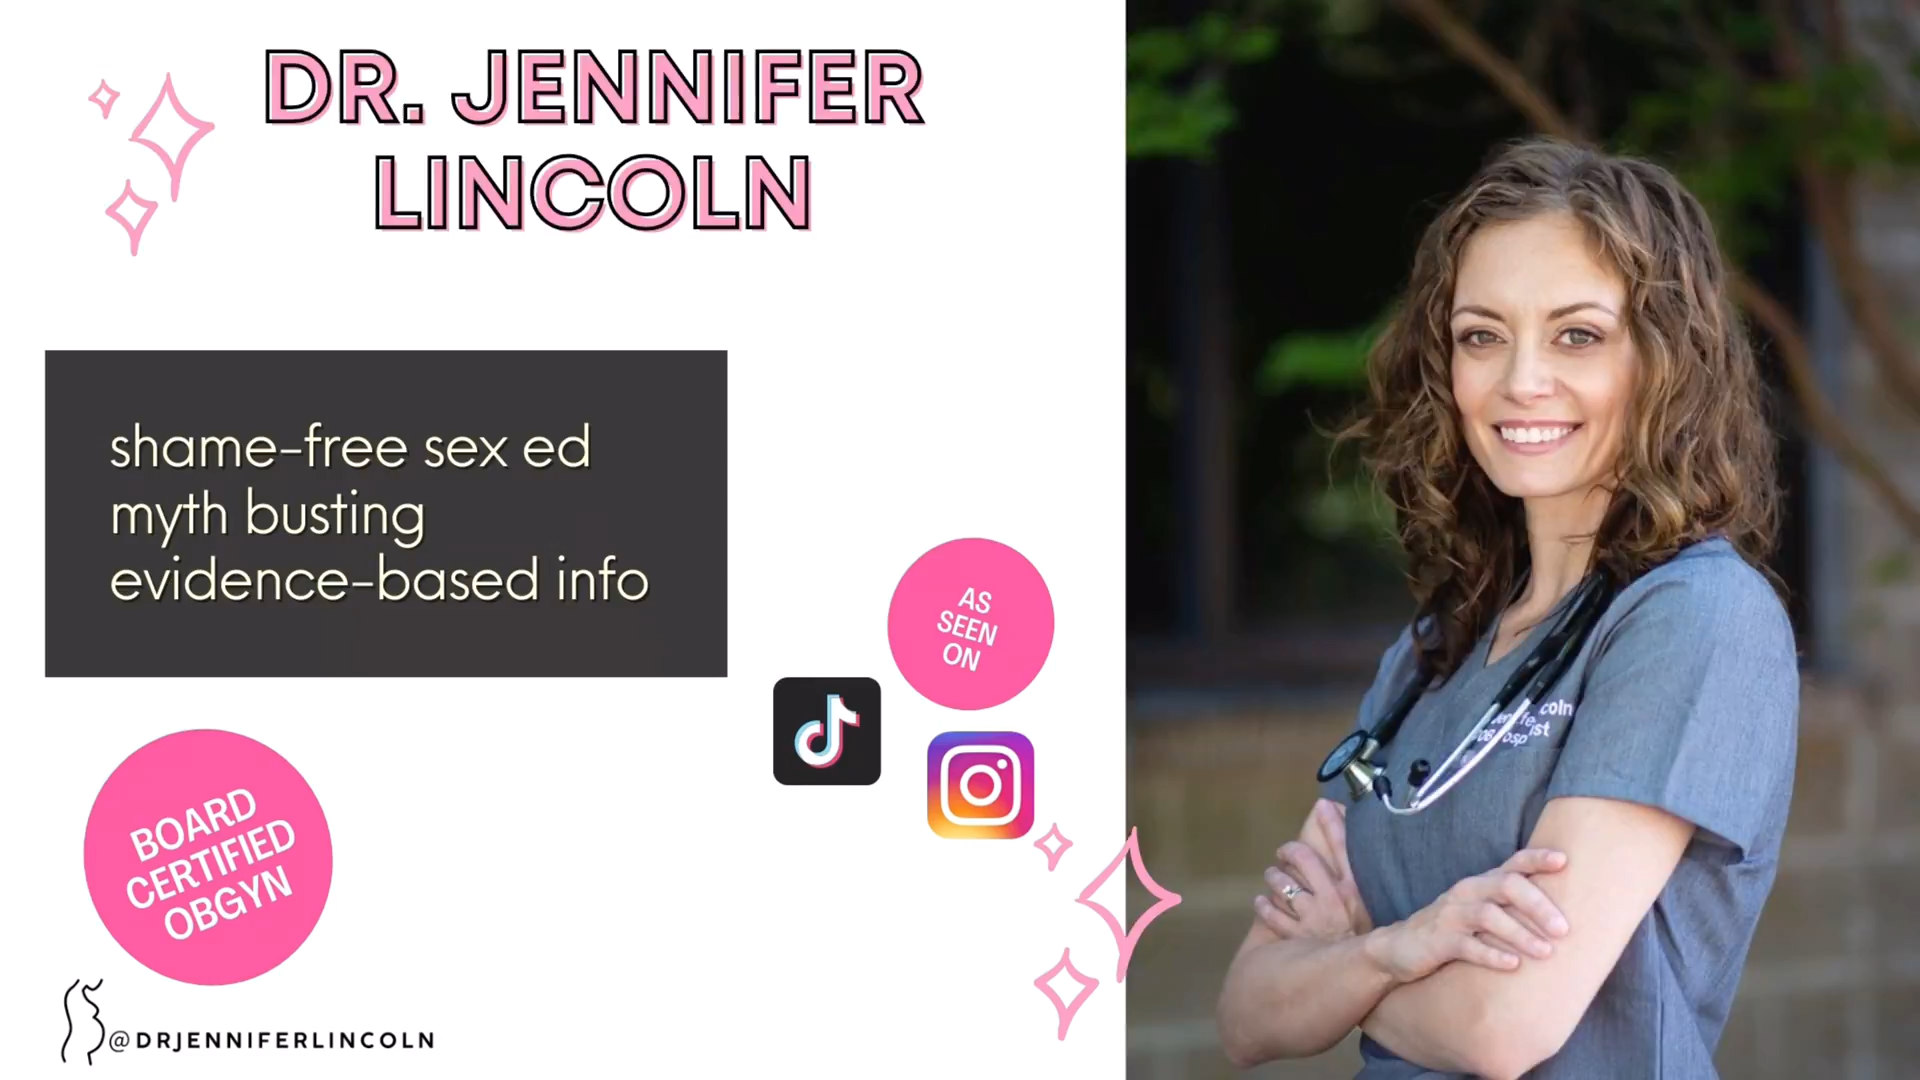 DR. JENNIFER
LINCOLN
shame-free sex ed
myth busting
evidence-based info
AS
SEEN
ON
BOARD
CERTIFIED
OBGYN
@DRJENNIFERLINCOLN